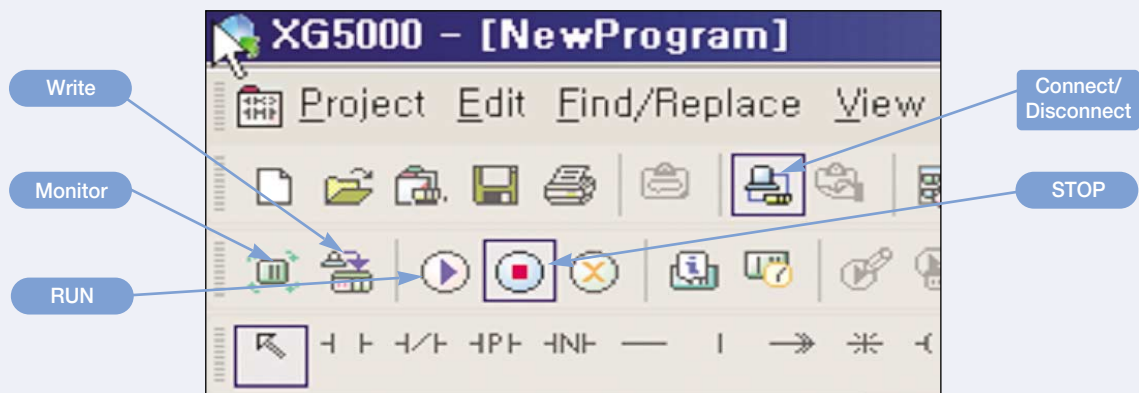 XG5000 - [NewProgram]
Write
Project Edit Find/Replace View
Connect/
Disconnect
Monitor
STOP
RUN
P N